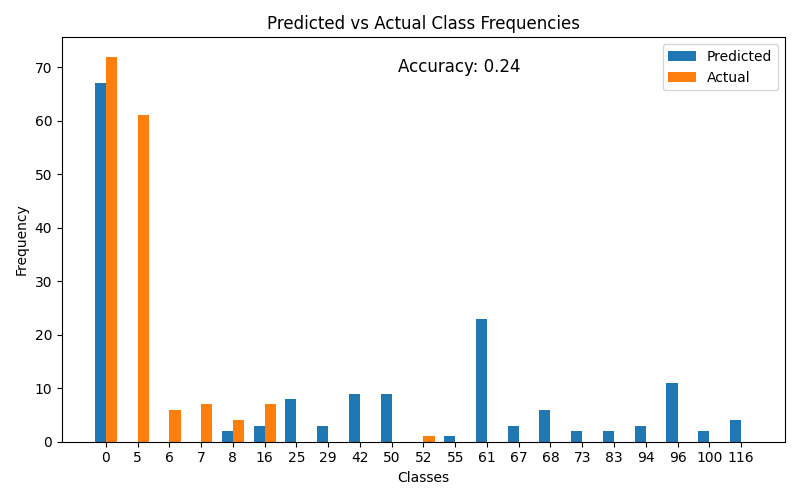 Predicted vs Actual Class Frequencies
Accuracy: 0.24
Predicted
Actual
Frequency
70
60
50
40
30
20
10
0
0 5 6 7 8 16 25 29 42 50 52 55 61 67 68 73 83 94 96 100 116
Classes